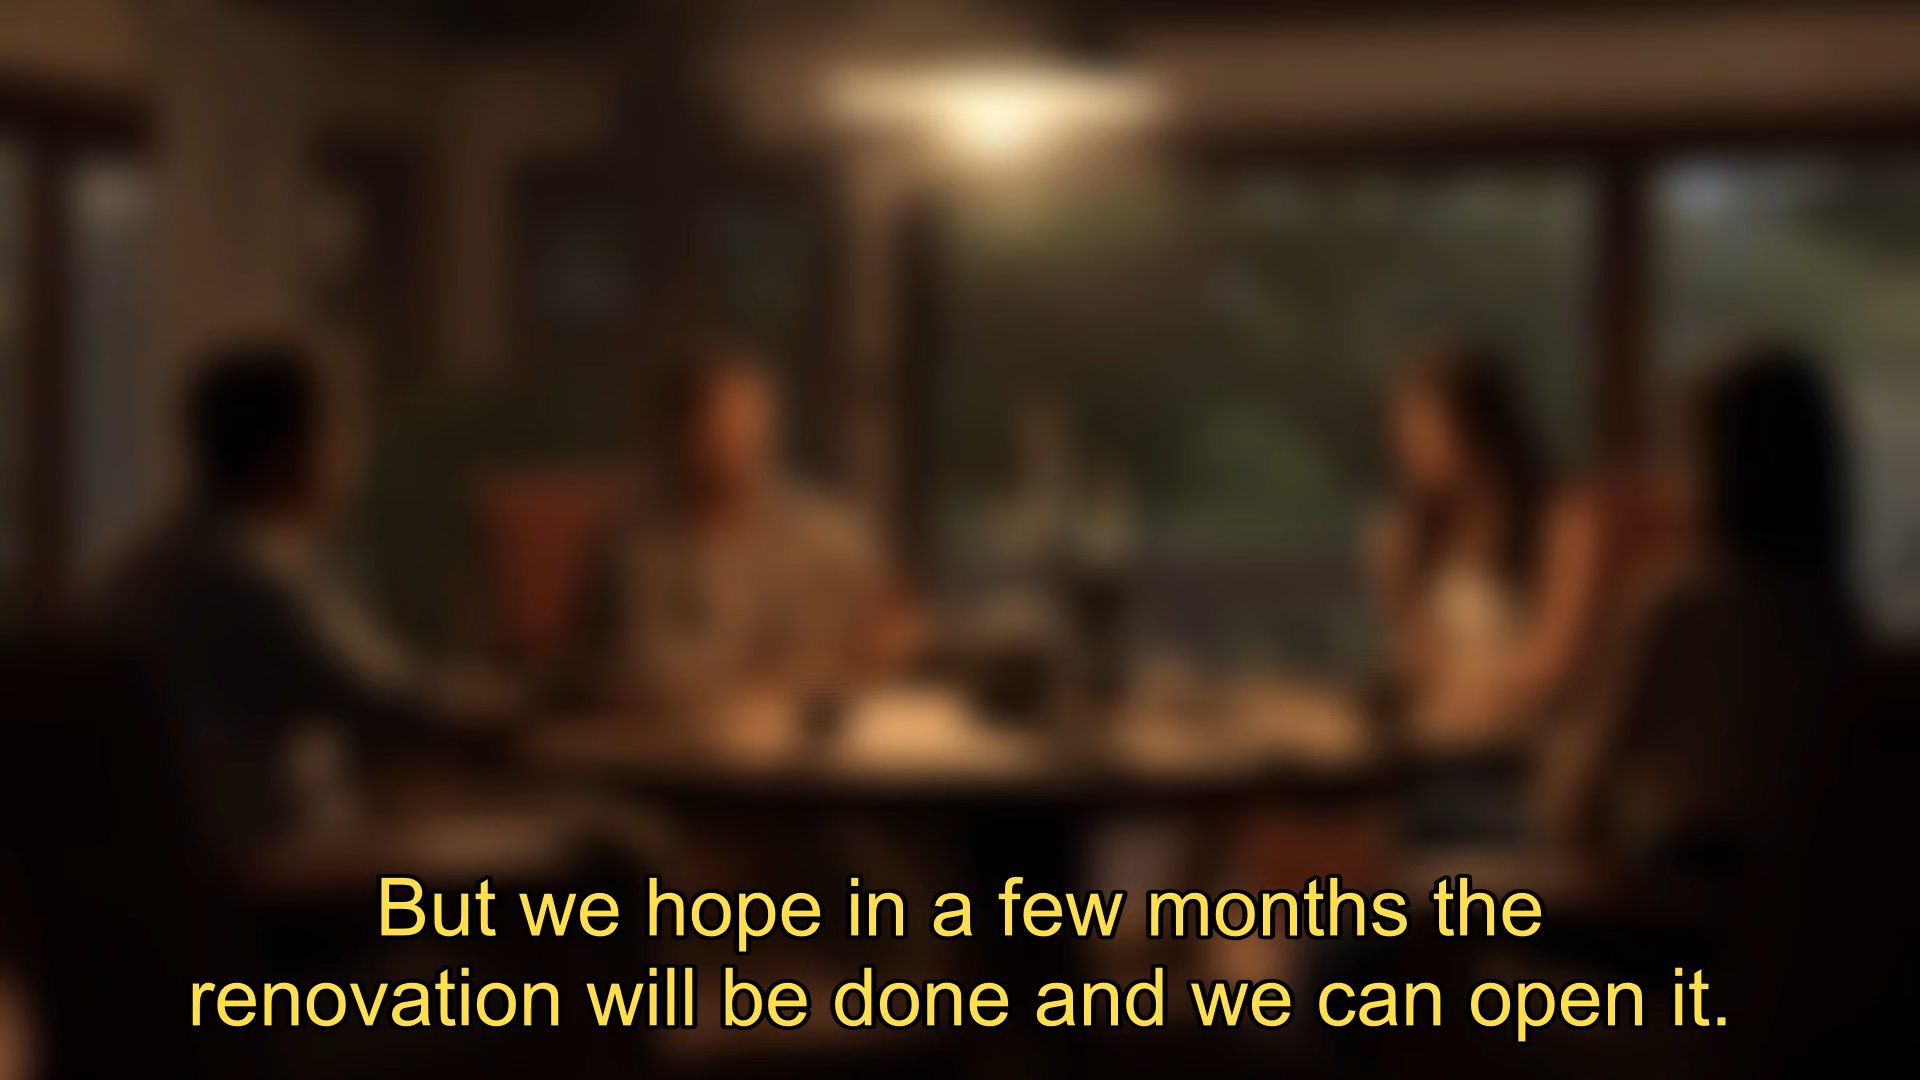 But we hope in a few months the
renovation will be done and we can open it.